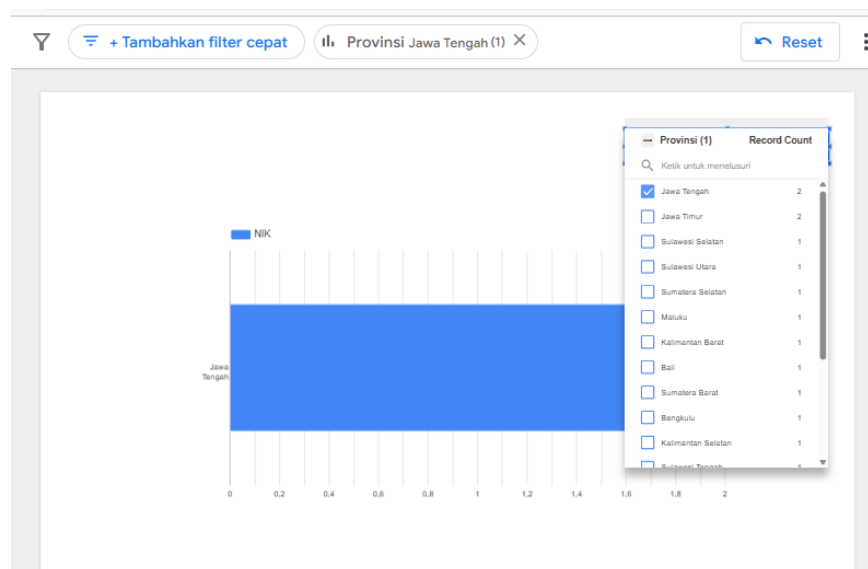 + Tambahkan filter cepat
Provinsi Jawa Tengah (1)
Reset
Provinsi (1) Record Count
Ketik untuk menelusuri
Jawa Tengah 2
Jawa Timur 2
Sulawesi Selatan 1
Sulawesi Utara 1
Sumatera Selatan 1
Maluku 1
Kalimantan Barat 1
Bali 1
Sumatera Barat 1
Bengkulu 1
Kalimantan Selatan 1
Sulawesi Tengah 1
NIK
Jawa
Tengah
0 0,2 0,4 0,6 0,8 1 1,2 1,4 1,6 1,8 2